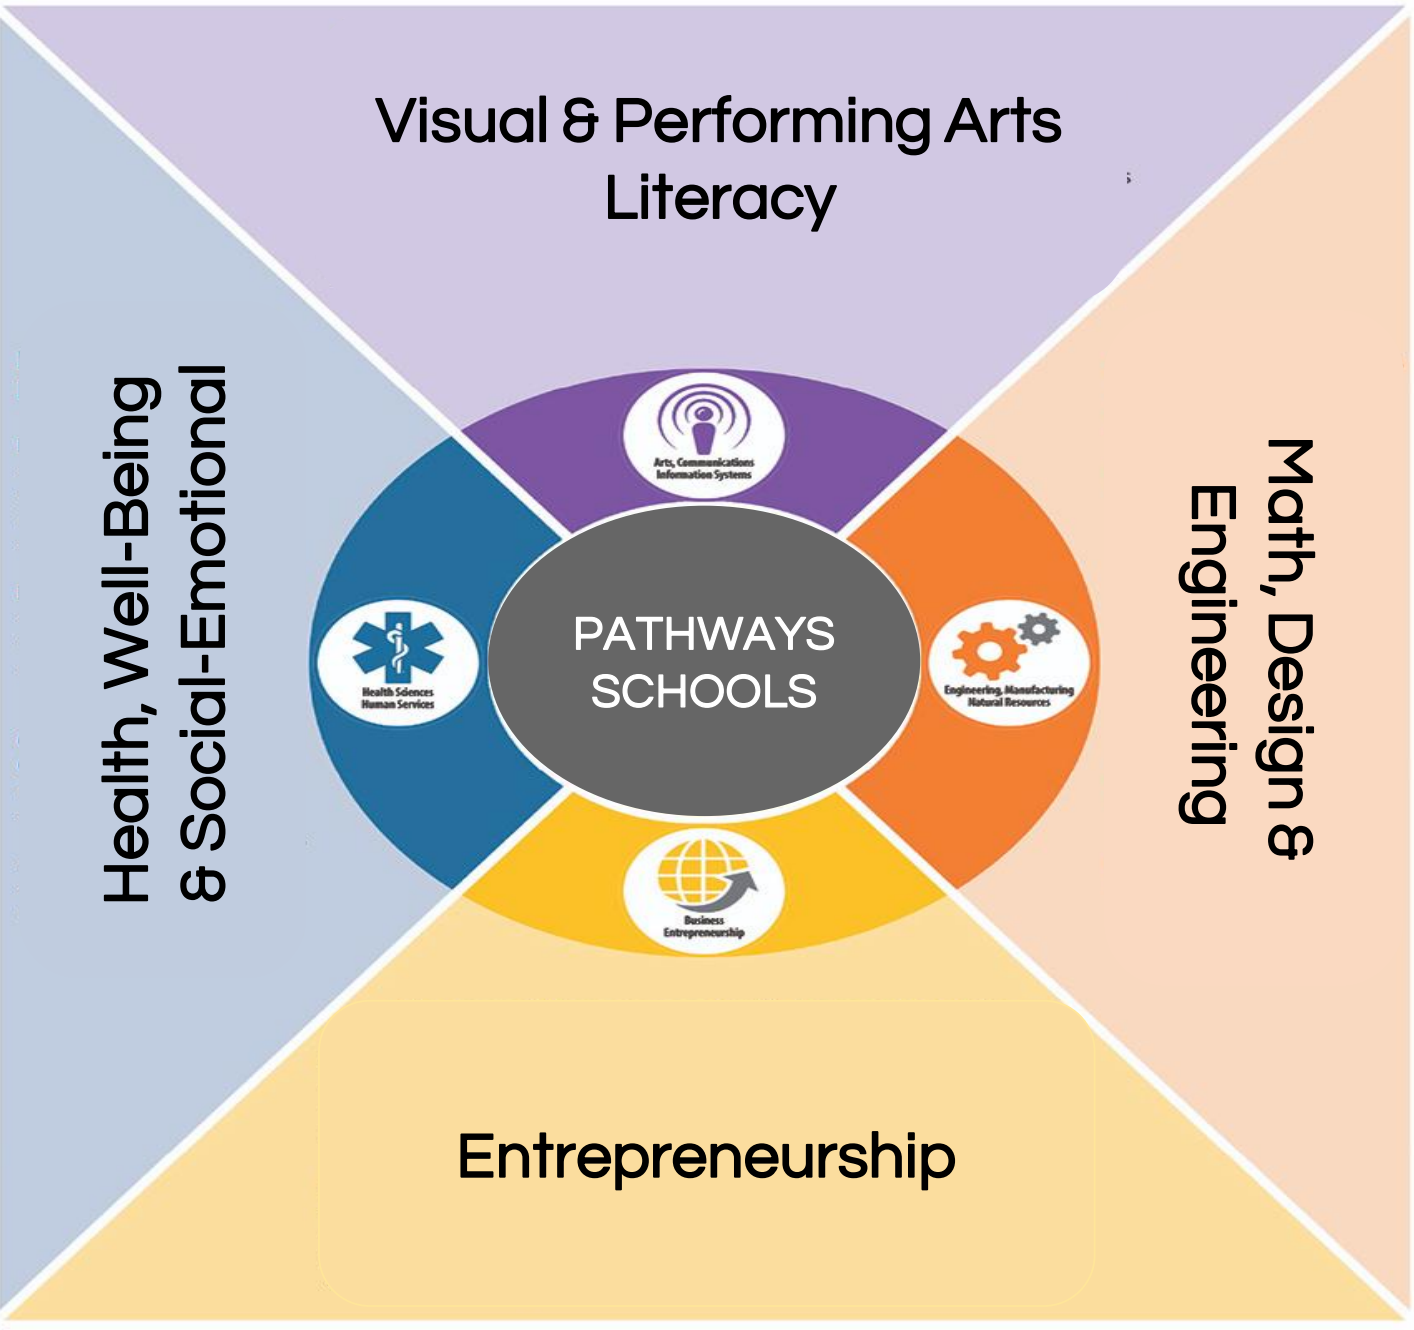 Visual & Performing Arts
Literacy
s
Arts, Communications
Information Systems
Health, Well-Being
& Social-Emotional
Health Sciences
Human Services
PATHWAYS
SCHOOLS
Engineering, Manufacturing
Natural Resources
Math, Design &
Engineering
Business
Entrepreneurship
Entrepreneurship